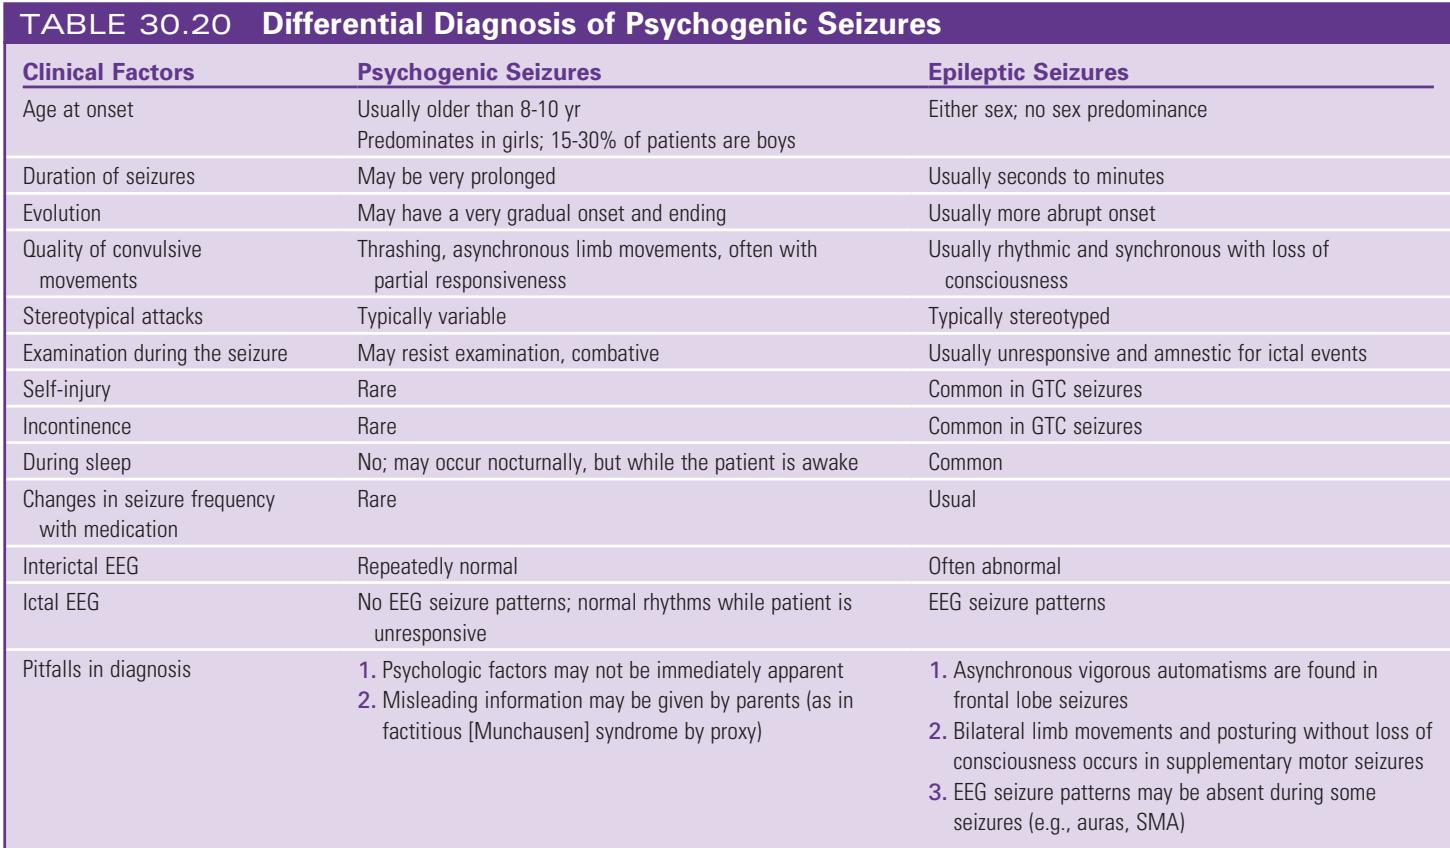 TABLE 30.20 Differential Diagnosis of Psychogenic Seizures
Clinical Factors Psychogenic Seizures Epileptic Seizures
Age at onset Usually older than 8-10 yr Either sex; no sex predominance
Predominates in girls; 15-30% of patients are boys
Duration of seizures May be very prolonged Usually seconds to minutes
Evolution May have a very gradual onset and ending Usually more abrupt onset
Quality of convulsive Thrashing, asynchronous limb movements, often with Usually rhythmic and synchronous with loss of
movements partial responsiveness consciousness
Stereotypical attacks Typically variable Typically stereotyped
Examination during the seizure May resist examination, combative Usually unresponsive and amnestic for ictal events
Self-injury Rare Common in GTC seizures
Incontinence Rare Common in GTC seizures
During sleep No; may occur nocturnally, but while the patient is awake Common
Changes in seizure frequency Rare Usual
with medication
Interictal EEG Repeatedly normal Often abnormal
Ictal EEG No EEG seizure patterns; normal rhythms while patient is EEG seizure patterns
unresponsive
Pitfalls in diagnosis 1. Psychologic factors may not be immediately apparent 1. Asynchronous vigorous automatisms are found in
2. Misleading information may be given by parents (as in frontal lobe seizures
factitious [Munchausen] syndrome by proxy) 2. Bilateral limb movements and posturing without loss of
consciousness occurs in supplementary motor seizures
3. EEG seizure patterns may be absent during some
seizures (e.g., auras, SMA)